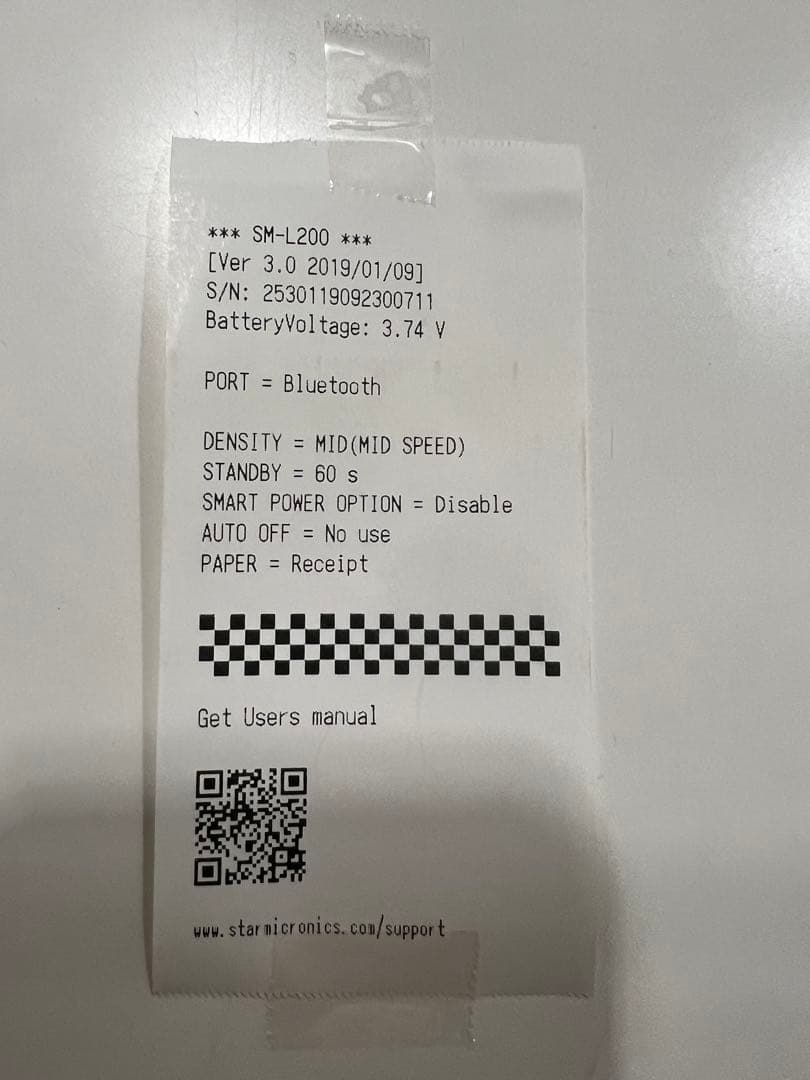 *** SM-L200 ***
[Ver 3.0 2019/01/09]
S/N: 2530119092300711
BatteryVoltage: 3.74 V
PORT = Bluetooth
DENSITY = MID(MID SPEED)
STANDBY = 60 s
SMART POWER OPTION = Disable
AUTO OFF = No use
PAPER = Receipt
Get Users manual
www.starmicronics.com/support